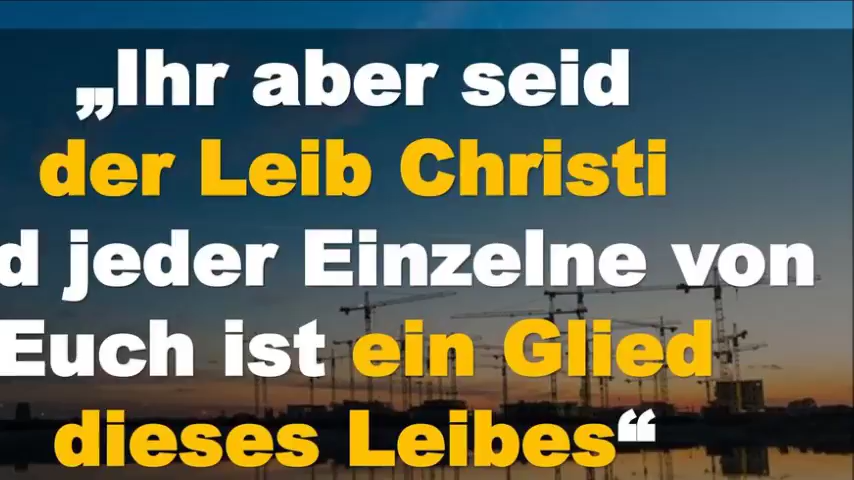 „Ihr aber seid
der Leib Christi
d jeder Einzelne von
Euch ist ein Glied
dieses Leibes“